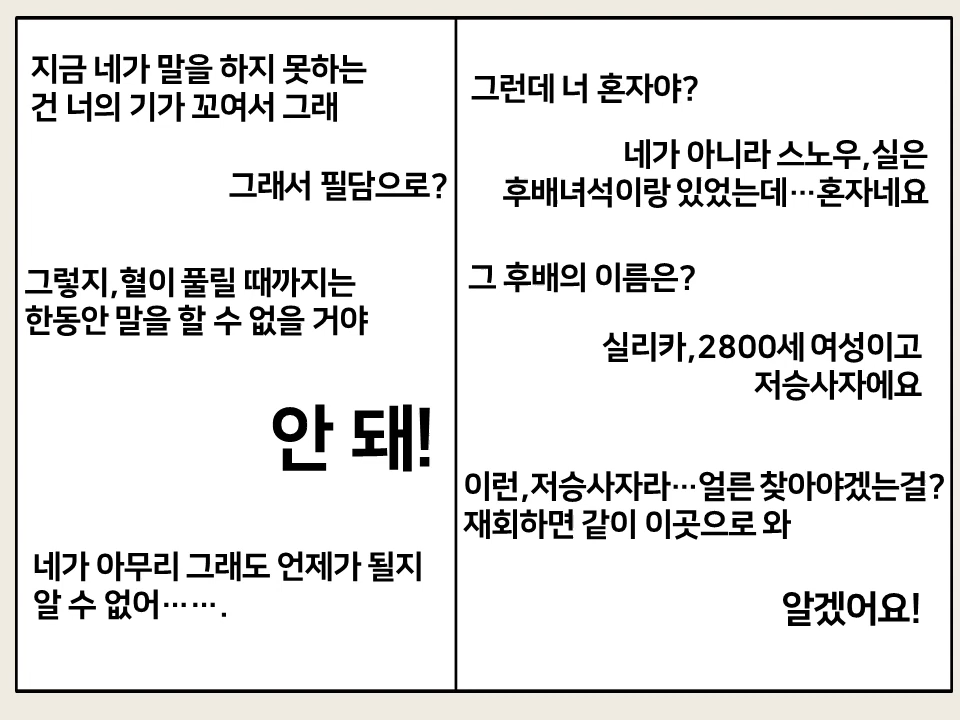 지금 네가 말을 하지 못하는
건 너의 기가 꼬여서 그래
그래서 필담으로?
그렇지,혈이 풀릴 때까지는
한동안 말을 할 수 없을 거야
안 돼!
네가 아무리 그래도 언제가 될지
알 수 없어⋯⋯.
그런데 너 혼자야?
네가 아니라 스노우,실은
후배녀석이랑 있었는데⋯혼자네요
그 후배의 이름은?
실리카,2800세 여성이고
저승사자에요
이런,저승사자라⋯얼른 찾아야겠는걸?
재회하면 같이 이곳으로 와
알겠어요!